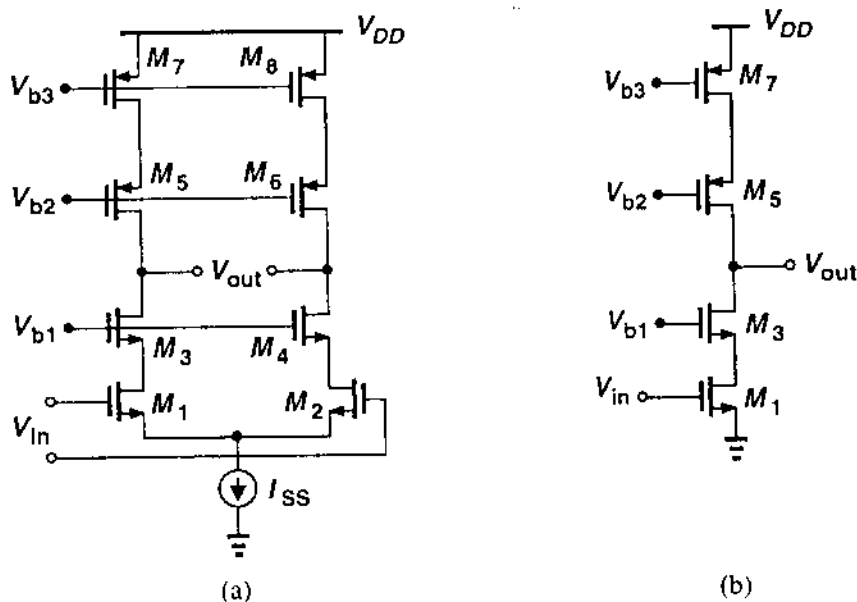 V_DD
M_7
M_8
V_b3
M_5
M_6
V_b2
V_out
V_b1
M_3
M_4
V_in
M_1
M_2
I_SS
(a)
V_DD
V_b3
M_7
V_b2
M_5
V_out
V_b1
M_3
V_in
M_1
(b)